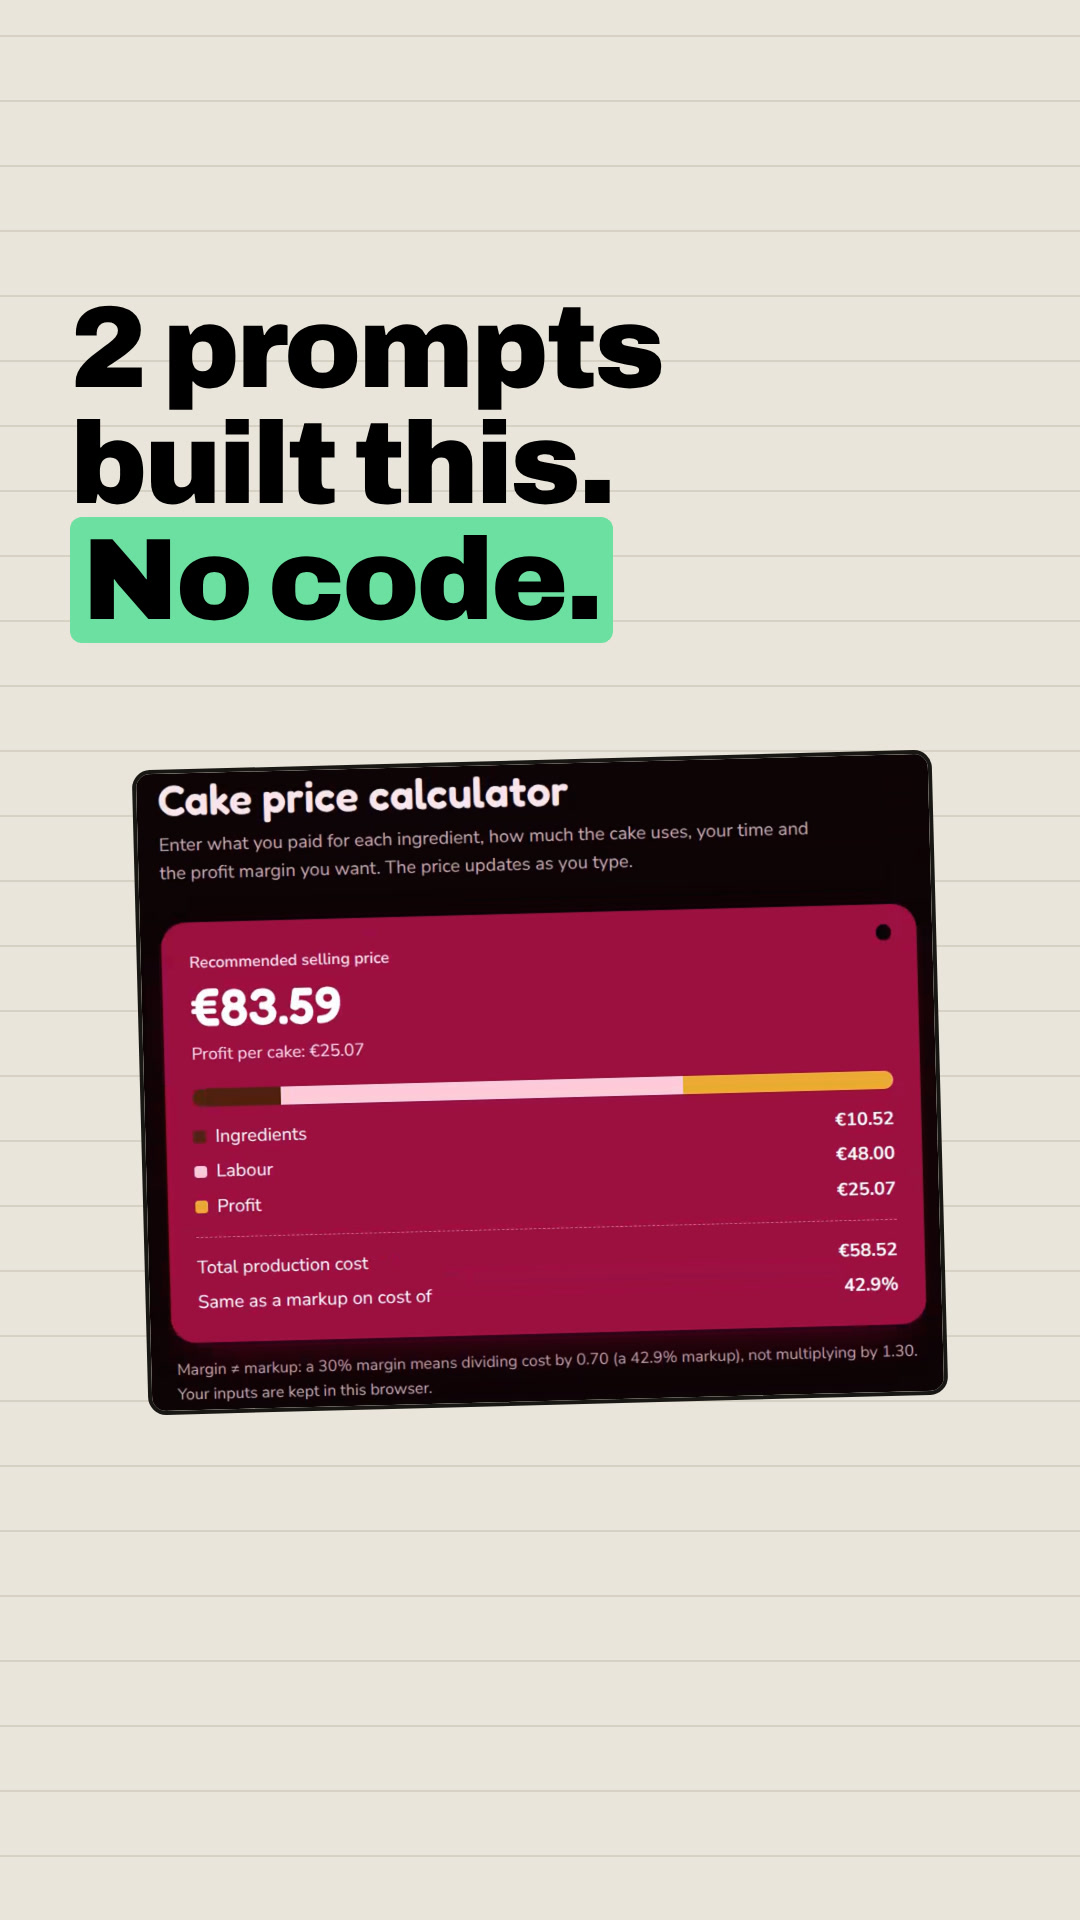 2 prompts
built this.
No code.
Cake price calculator
Enter what you paid for each ingredient, how much the cake uses, your time and
the profit margin you want. The price updates as you type.
Recommended selling price
€83.59
Profit per cake: €25.07
Ingredients €10.52
Labour €48.00
Profit €25.07
Total production cost €58.52
Same as a markup on cost of 42.9%
Margin ≠ markup: a 30% margin means dividing cost by 0.70 (a 42.9% markup), not multiplying by 1.30.
Your inputs are kept in this browser.